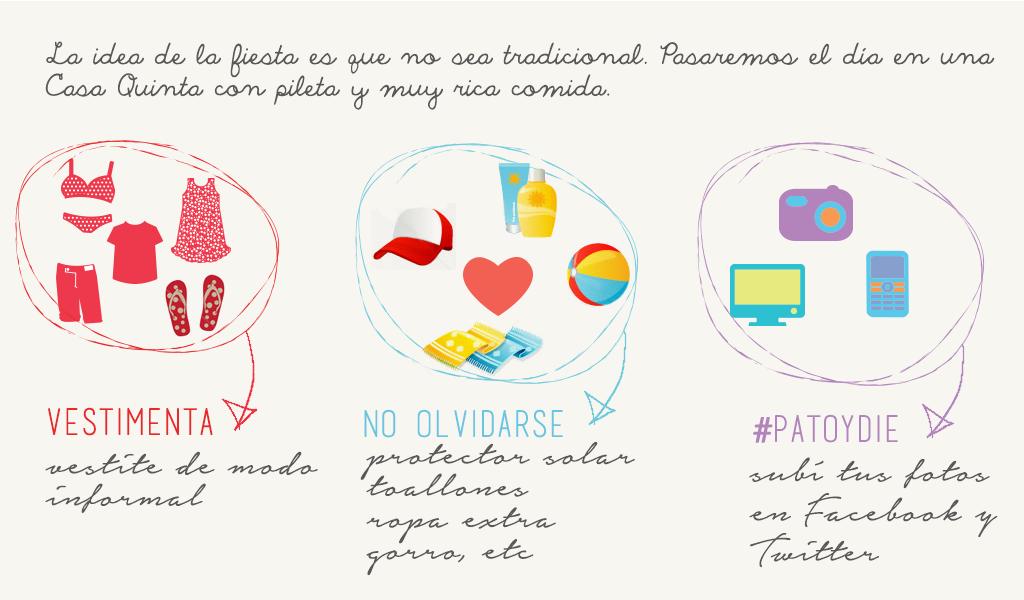 La idea de la fiesta es que no sea tradicional. Pasaremos el día en una
Casa Quinta con pileta y muy rica comida.
VESTIMENTA
vestite de modo
informal
NO OLVIDARSE
protector solar
toallones
ropa extra
gorro, etc
#PATOYDIE
subí tus fotos
en Facebook y
Twitter